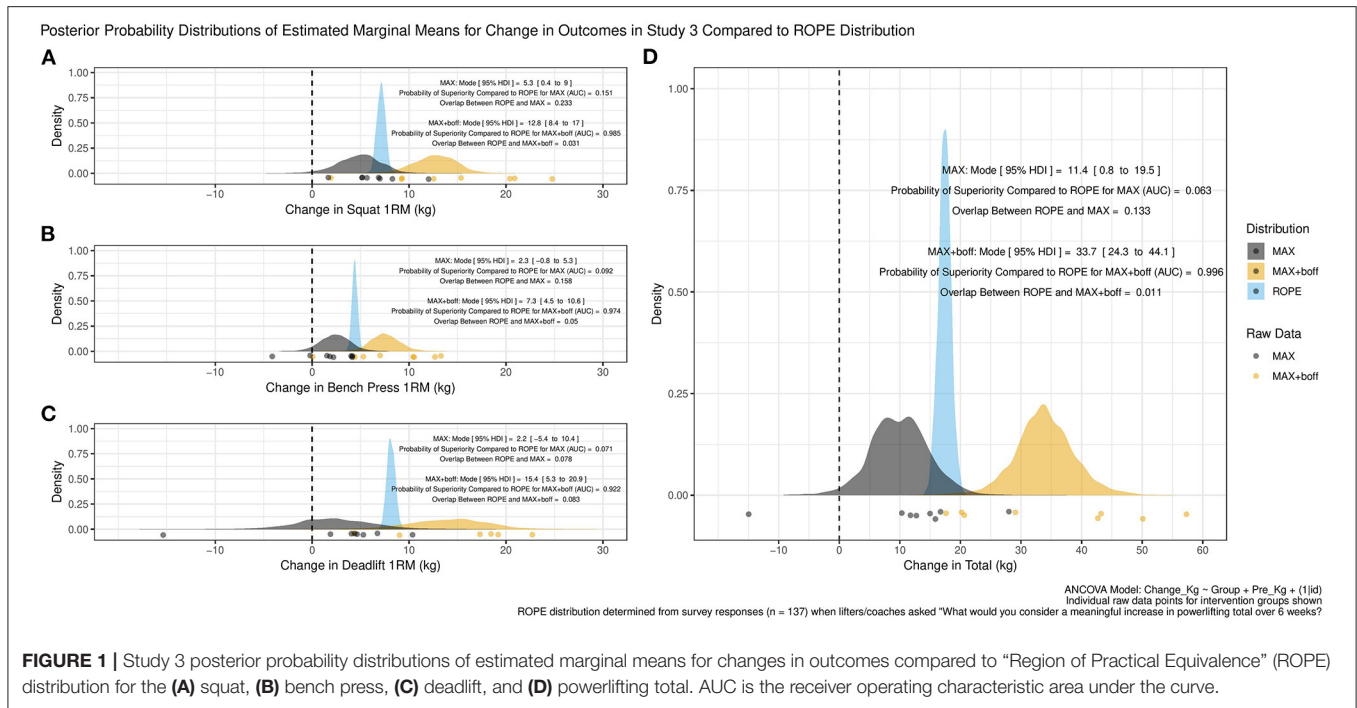 Posterior Probability Distributions of Estimated Marginal Means for Change in Outcomes in Study 3 Compared to ROPE Distribution
A
1.00
0.75
0.50
0.25
0.00
Density
MAX: Mode [ 95% HDI ] = 5.3 [ 0.4 to 9 ]
Probability of Superiority Compared to ROPE for MAX (AUC) = 0.151
Overlap Between ROPE and MAX = 0.233
MAX+boff: Mode [ 95% HDI ] = 12.8 [ 8.4 to 17 ]
Probability of Superiority Compared to ROPE for MAX+boff (AUC) = 0.985
Overlap Between ROPE and MAX+boff = 0.031
−10 0 10 20 30
Change in Squat 1RM (kg)
B
1.00
0.75
0.50
0.25
0.00
Density
MAX: Mode [ 95% HDI ] = 2.3 [ −0.8 to 5.3 ]
Probability of Superiority Compared to ROPE for MAX (AUC) = 0.092
Overlap Between ROPE and MAX = 0.158
MAX+boff: Mode [ 95% HDI ] = 7.3 [ 4.5 to 10.6 ]
Probability of Superiority Compared to ROPE for MAX+boff (AUC) = 0.974
Overlap Between ROPE and MAX+boff = 0.05
−10 0 10 20 30
Change in Bench Press 1RM (kg)
C
1.00
0.75
0.50
0.25
0.00
Density
MAX: Mode [ 95% HDI ] = 2.2 [ −5.4 to 10.4 ]
Probability of Superiority Compared to ROPE for MAX (AUC) = 0.071
Overlap Between ROPE and MAX = 0.078
MAX+boff: Mode [ 95% HDI ] = 15.4 [ 5.3 to 20.9 ]
Probability of Superiority Compared to ROPE for MAX+boff (AUC) = 0.922
Overlap Between ROPE and MAX+boff = 0.083
−10 0 10 20 30
Change in Deadlift 1RM (kg)
D
1.00
0.75
0.50
0.25
0.00
Density
MAX: Mode [ 95% HDI ] = 11.4 [ 0.8 to 19.5 ]
Probability of Superiority Compared to ROPE for MAX (AUC) = 0.063
Overlap Between ROPE and MAX = 0.133
MAX+boff: Mode [ 95% HDI ] = 33.7 [ 24.3 to 44.1 ]
Probability of Superiority Compared to ROPE for MAX+boff (AUC) = 0.996
Overlap Between ROPE and MAX+boff = 0.011
−10 0 10 20 30 40 50 60
Change in Total (kg)
Distribution
MAX
MAX+boff
ROPE
Raw Data
MAX
MAX+boff
ANCOVA Model: Change_Kg ~ Group + Pre_Kg + (1|id)
Individual raw data points for intervention groups shown
ROPE distribution determined from survey responses (n = 137) when lifters/coaches asked "What would you consider a meaningful increase in powerlifting total over 6 weeks?
FIGURE 1 | Study 3 posterior probability distributions of estimated marginal means for changes in outcomes compared to “Region of Practical Equivalence” (ROPE)
distribution for the (A) squat, (B) bench press, (C) deadlift, and (D) powerlifting total. AUC is the receiver operating characteristic area under the curve.